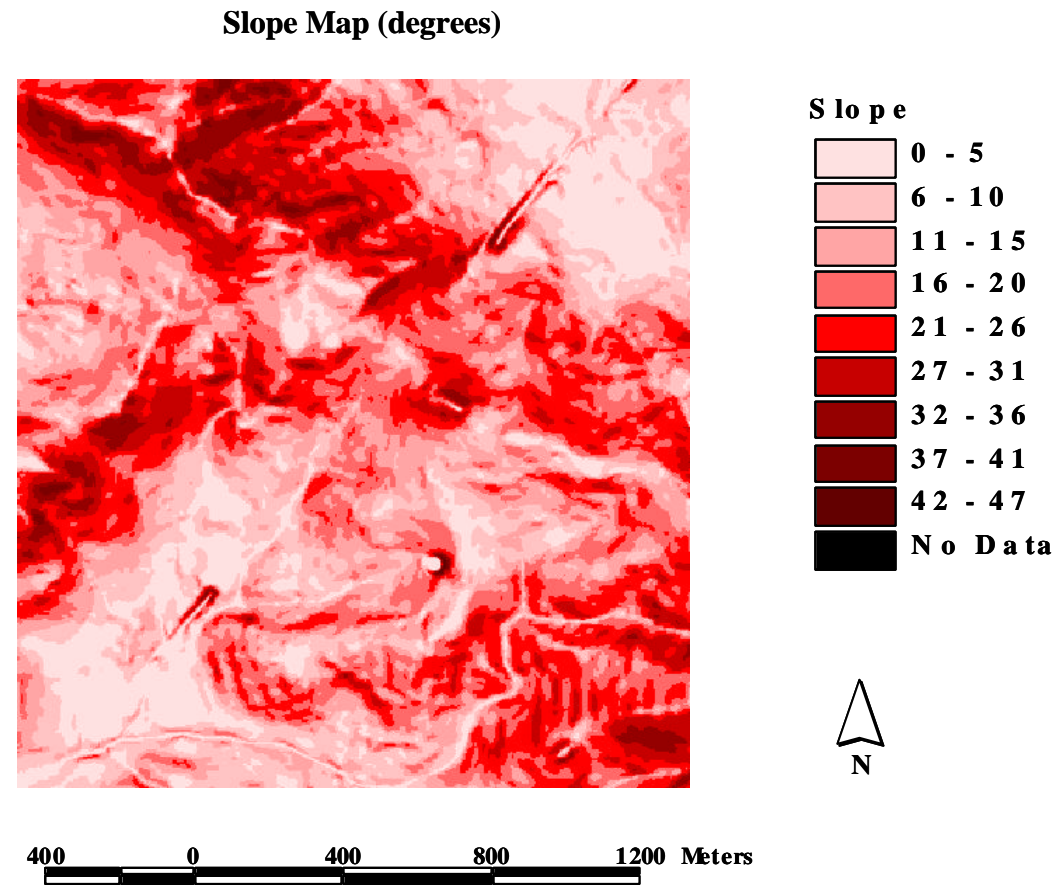 Slope Map (degrees)
Slope
0 - 5
6 - 10
11 - 15
16 - 20
21 - 26
27 - 31
32 - 36
37 - 41
42 - 47
No Data
N
400 0 400 800 1200 Meters